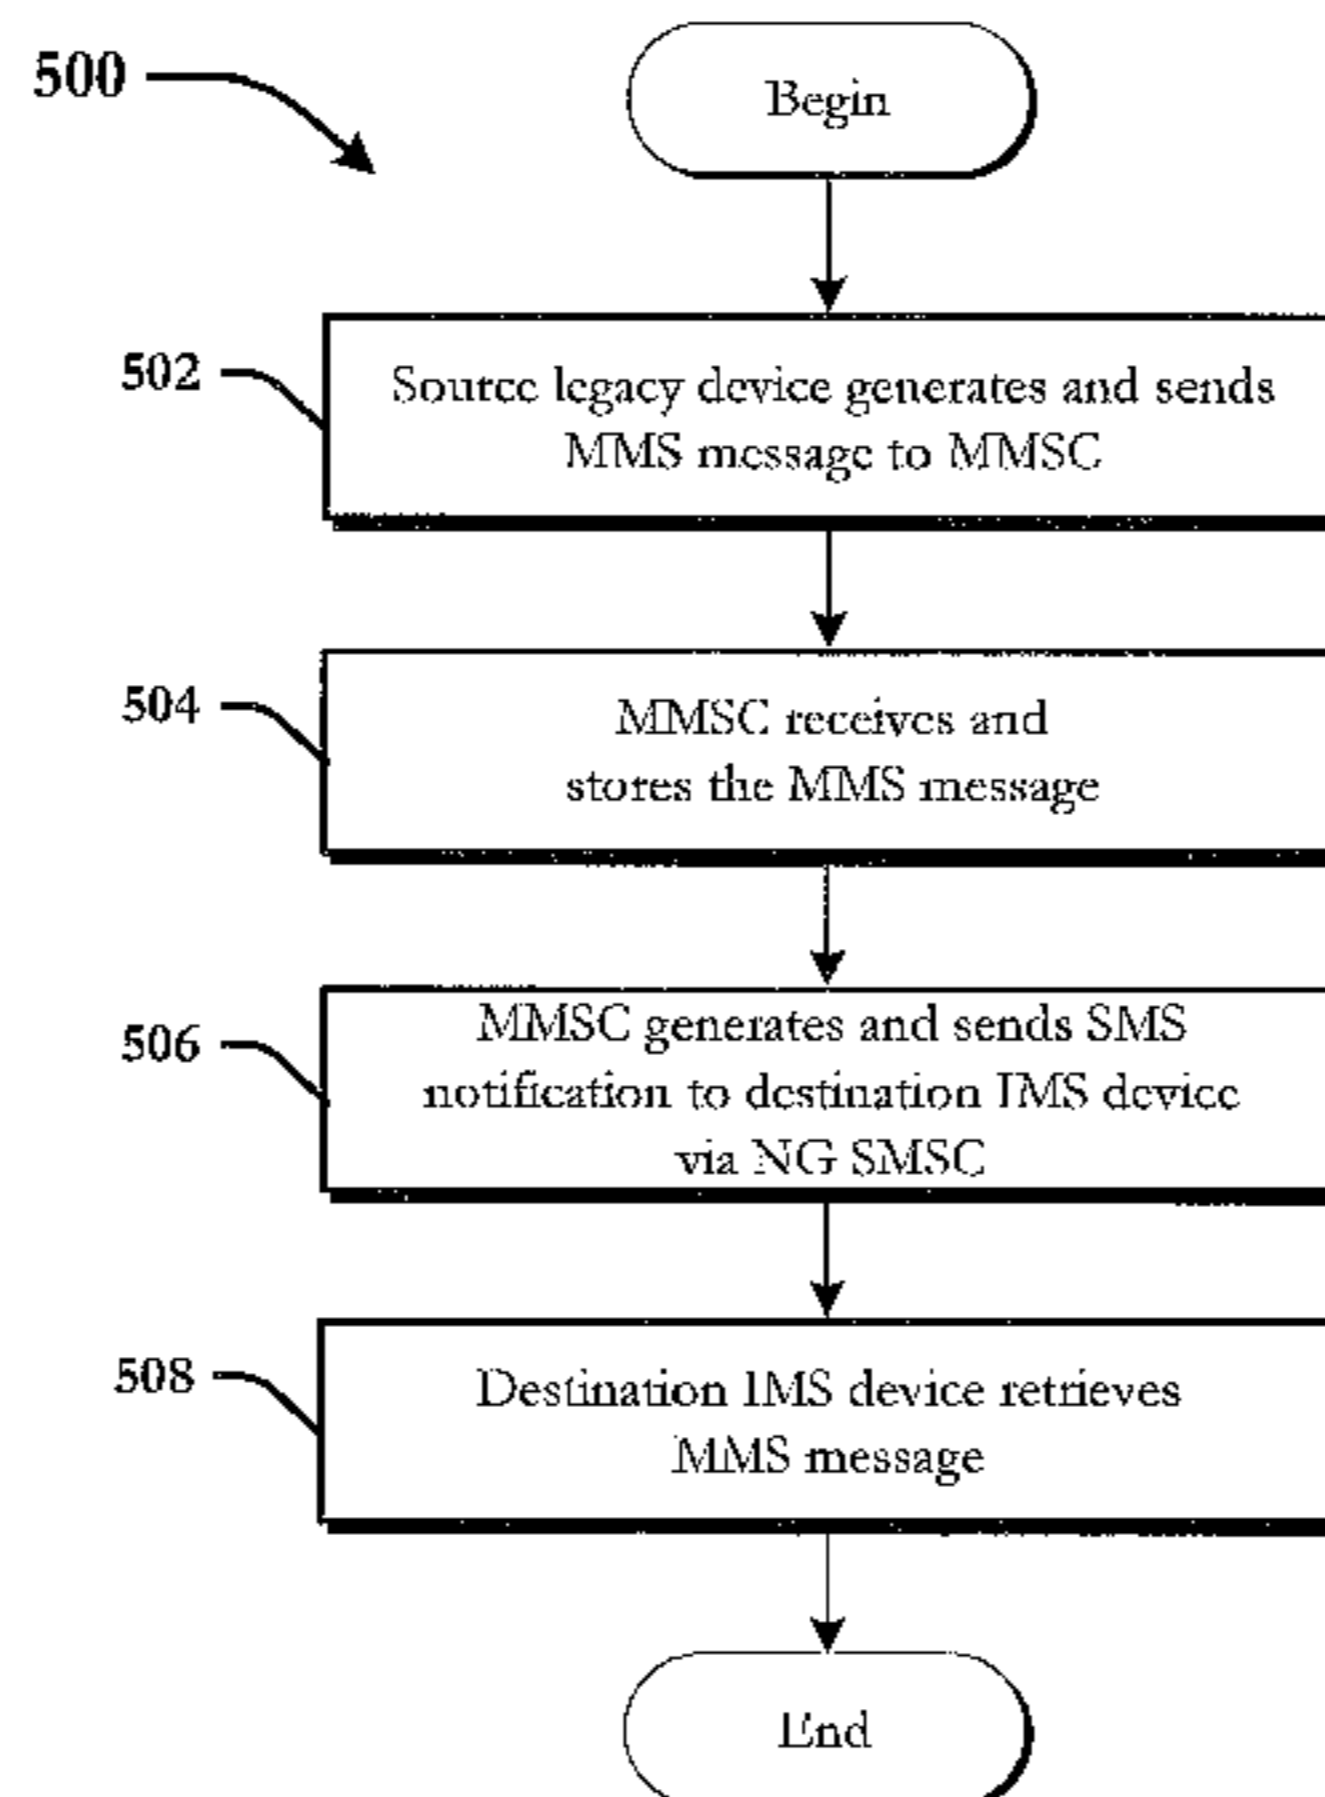 500
Begin
502
Source legacy device generates and sends
MMS message to MMSC
504
MMSC receives and
stores the MMS message
506
MMSC generates and sends SMS
notification to destination IMS device
via NG SMSC
508
Destination IMS device retrieves
MMS message
End